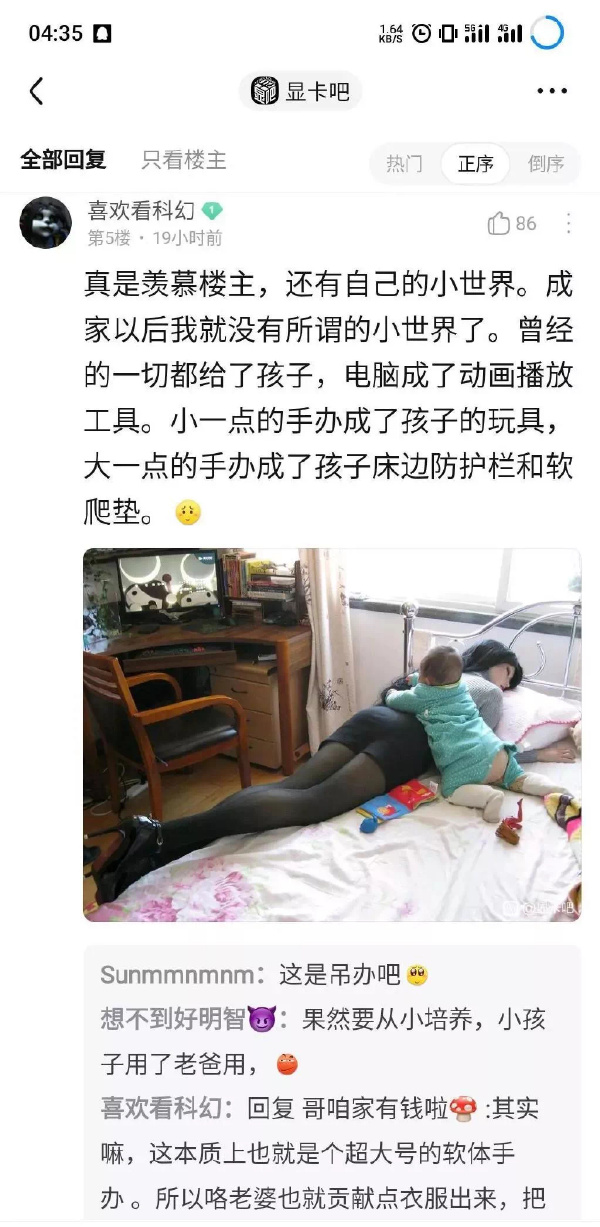 04:35
1.64
KB/S
5G
4G
显卡吧
全部回复
只看楼主
热门
正序
倒序
喜欢看科幻
1
第5楼 · 19小时前
86
真是羡慕楼主，还有自己的小世界。成
家以后我就没有所谓的小世界了。曾经
的一切都给了孩子，电脑成了动画播放
工具。小一点的手办成了孩子的玩具，
大一点的手办成了孩子床边防护栏和软
爬垫。
Sunmmnmnm：这是吊办吧
想不到好明智：果然要从小培养，小孩
子用了老爸用，
喜欢看科幻：回复 哥咱家有钱啦 :其实
嘛，这本质上也就是个超大号的软体手
办 。所以咯老婆也就贡献点衣服出来，把